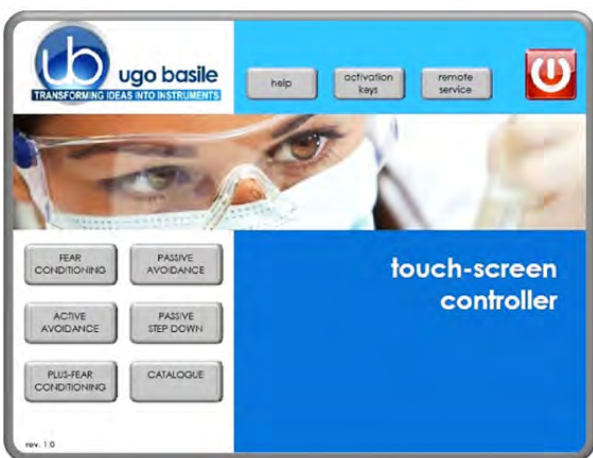 ub ugo basile
TRANSFORMING IDEAS INTO INSTRUMENTS
help
activation
keys
remote
service
FEAR
CONDITIONING
PASSIVE
AVOIDANCE
touch-screen
controller
ACTIVE
AVOIDANCE
PASSIVE
STEP DOWN
PLUS-FEAR
CONDITIONING
CATALOGUE
rev. 1.0